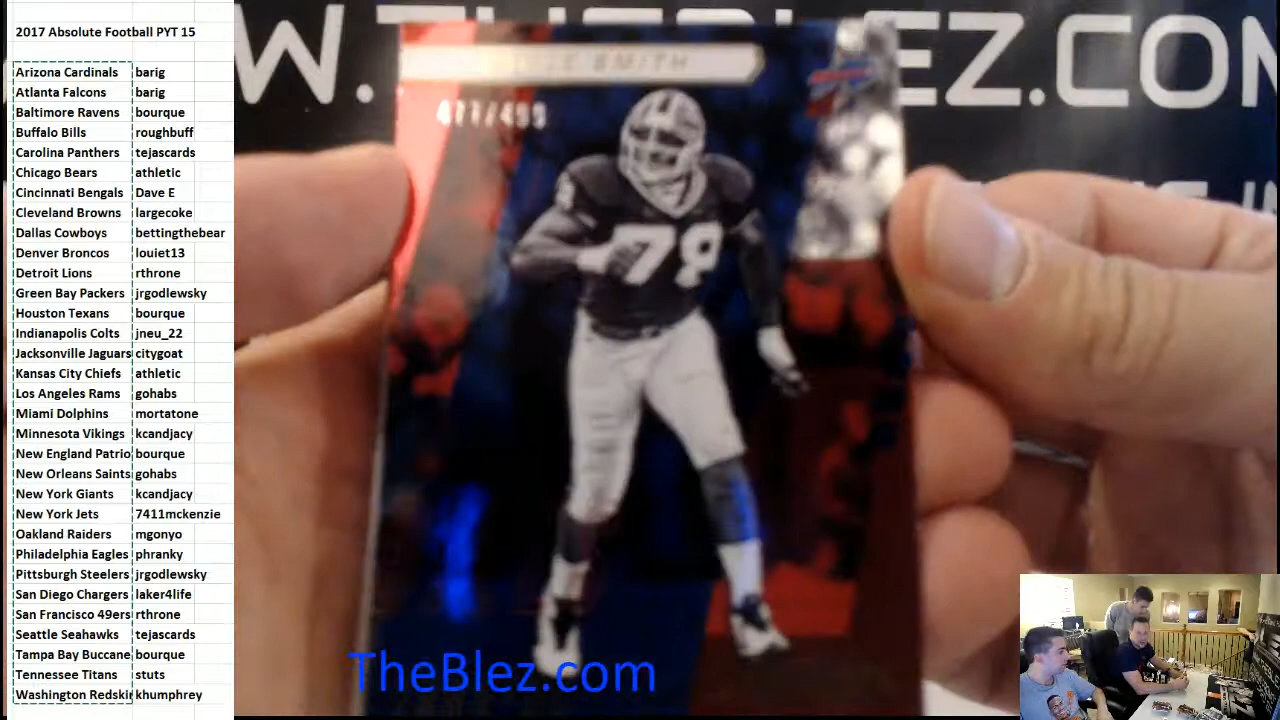 2017 Absolute Football PYT 15
Arizona Cardinals barig
Atlanta Falcons barig
Baltimore Ravens bourque
Buffalo Bills roughbuff
Carolina Panthers tejascards
Chicago Bears athletic
Cincinnati Bengals Dave E
Cleveland Browns largecoke
Dallas Cowboys bettingthebear
Denver Broncos louiet13
Detroit Lions rthrone
Green Bay Packers jrgodlewsky
Houston Texans bourque
Indianapolis Colts jneu_22
Jacksonville Jaguars citygoat
Kansas City Chiefs athletic
Los Angeles Rams gohabs
Miami Dolphins mortatone
Minnesota Vikings kcandjacy
New England Patrio bourque
New Orleans Saints gohabs
New York Giants kcandjacy
New York Jets 7411mckenzie
Oakland Raiders mgonyo
Philadelphia Eagles phranky
Pittsburgh Steelers jrgodlewsky
San Diego Chargers laker4life
San Francisco 49ers rthrone
Seattle Seahawks tejascards
Tampa Bay Buccane bourque
Tennessee Titans stuts
Washington Redskin khumphrey
SMITH
477/499
78
TheBlez.com